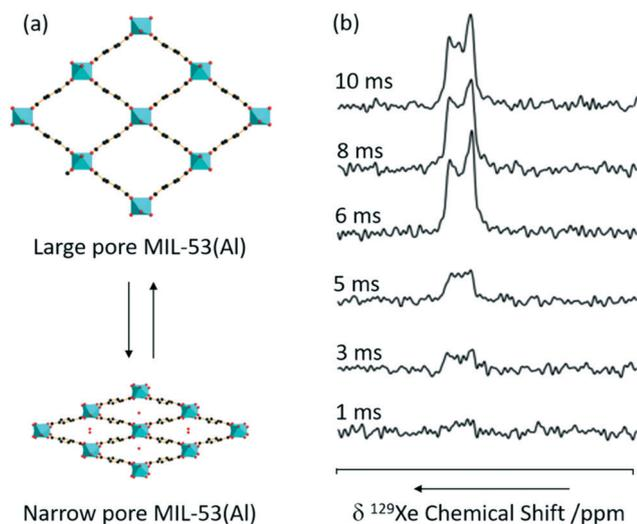 (a)
Large pore MIL-53(Al)
Narrow pore MIL-53(Al)
(b)
10 ms
8 ms
6 ms
5 ms
3 ms
1 ms
δ ¹²⁹Xe Chemical Shift /ppm